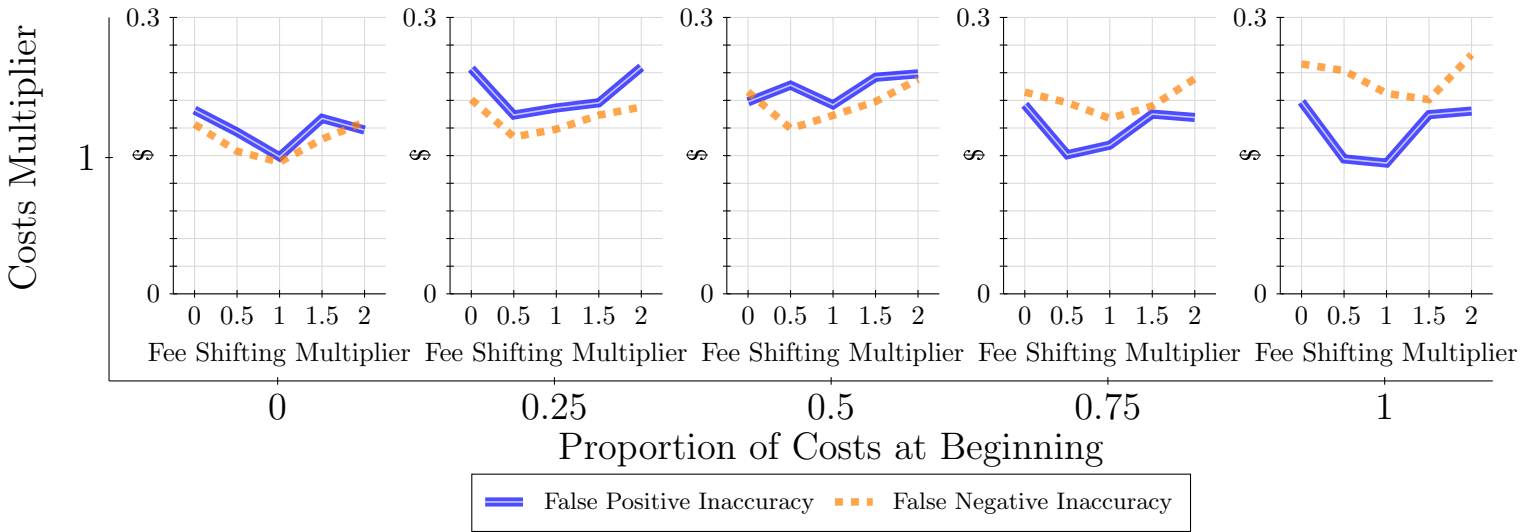 Costs Multiplier
1
0.3 0.3 0.3 0.3 0.3
$ $ $ $ $
0 0 0 0 0
0 0.5 1 1.5 2 0 0.5 1 1.5 2 0 0.5 1 1.5 2 0 0.5 1 1.5 2 0 0.5 1 1.5 2
Fee Shifting Multiplier Fee Shifting Multiplier Fee Shifting Multiplier Fee Shifting Multiplier Fee Shifting Multiplier
0 0.25 0.5 0.75 1
Proportion of Costs at Beginning
False Positive Inaccuracy False Negative Inaccuracy